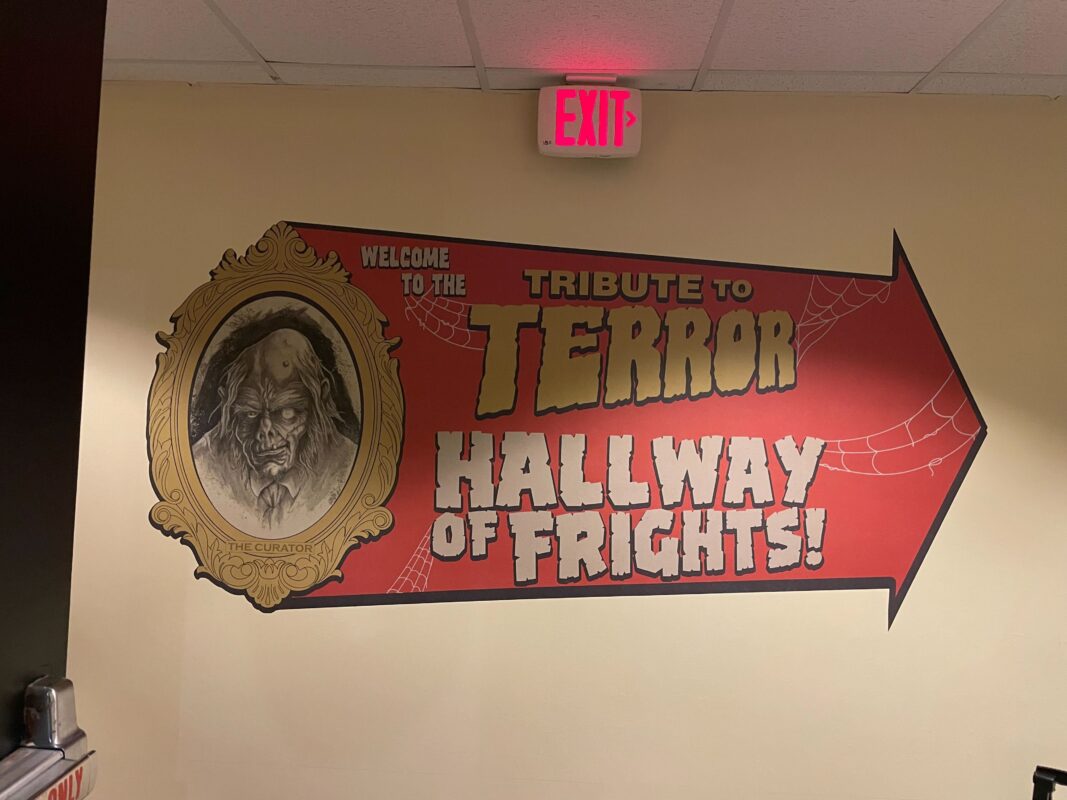 EXIT
WELCOME
TO THE
TRIBUTE TO
TERROR
HALLWAY
OF FRIGHTS!
THE CURATOR
ONLY